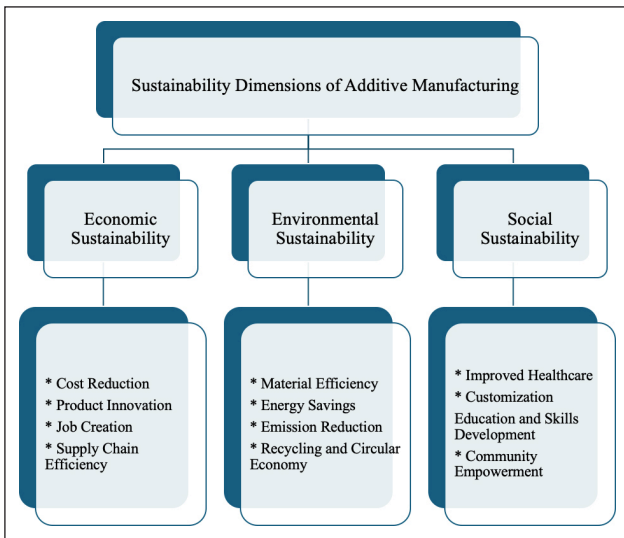 Sustainability Dimensions of Additive Manufacturing
Economic
Sustainability
Environmental
Sustainability
Social
Sustainability
* Cost Reduction
* Product Innovation
* Job Creation
* Supply Chain
Efficiency
* Material Efficiency
* Energy Savings
* Emission Reduction
* Recycling and Circular
Economy
* Improved Healthcare
* Customization
Education and Skills
Development
* Community
Empowerment